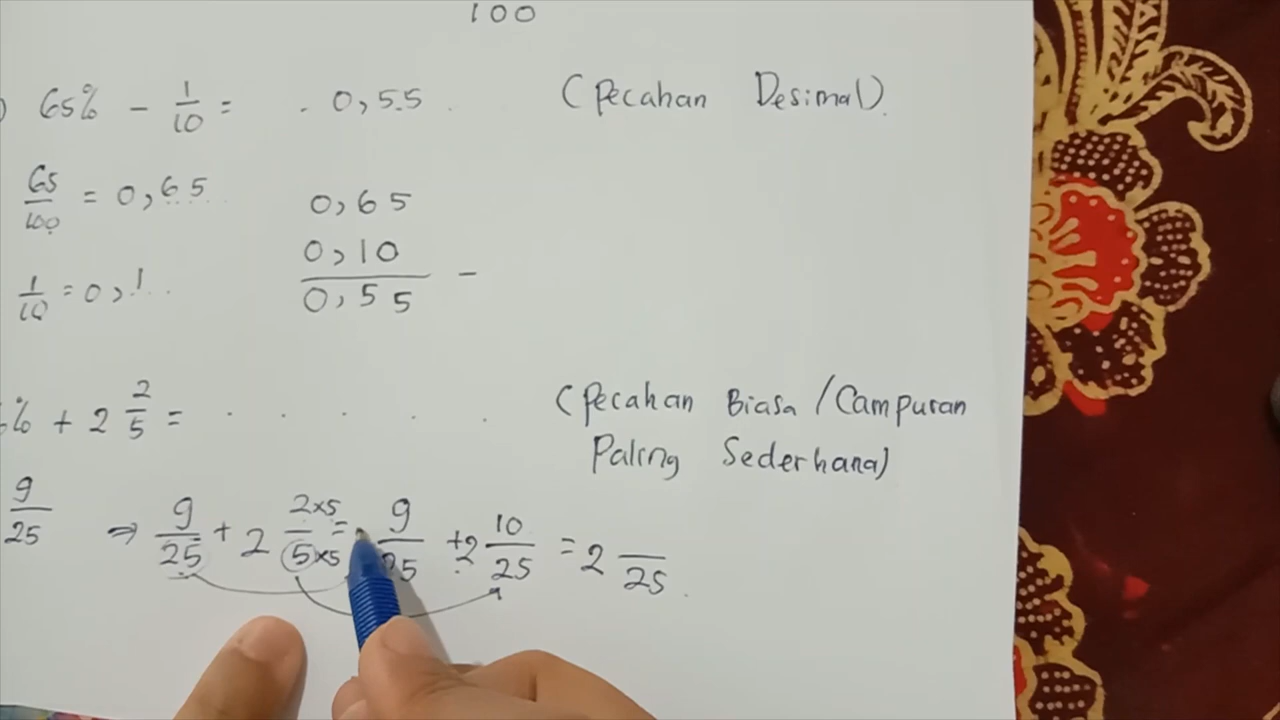 100
) 65% - 1/10 = . 0,55 . (Pecahan Desimal).
65/100 = 0,65 0,65
0,10
1/10 = 0,1 . . 0,55 -
% + 2 2/5 = . . . . . (Pecahan Biasa / Campuran
Paling Sederhana)
9/25 ⇒ 9/25 + 2 2×5/5×5 = 9/25 + 2 10/25 = 2 /25 .